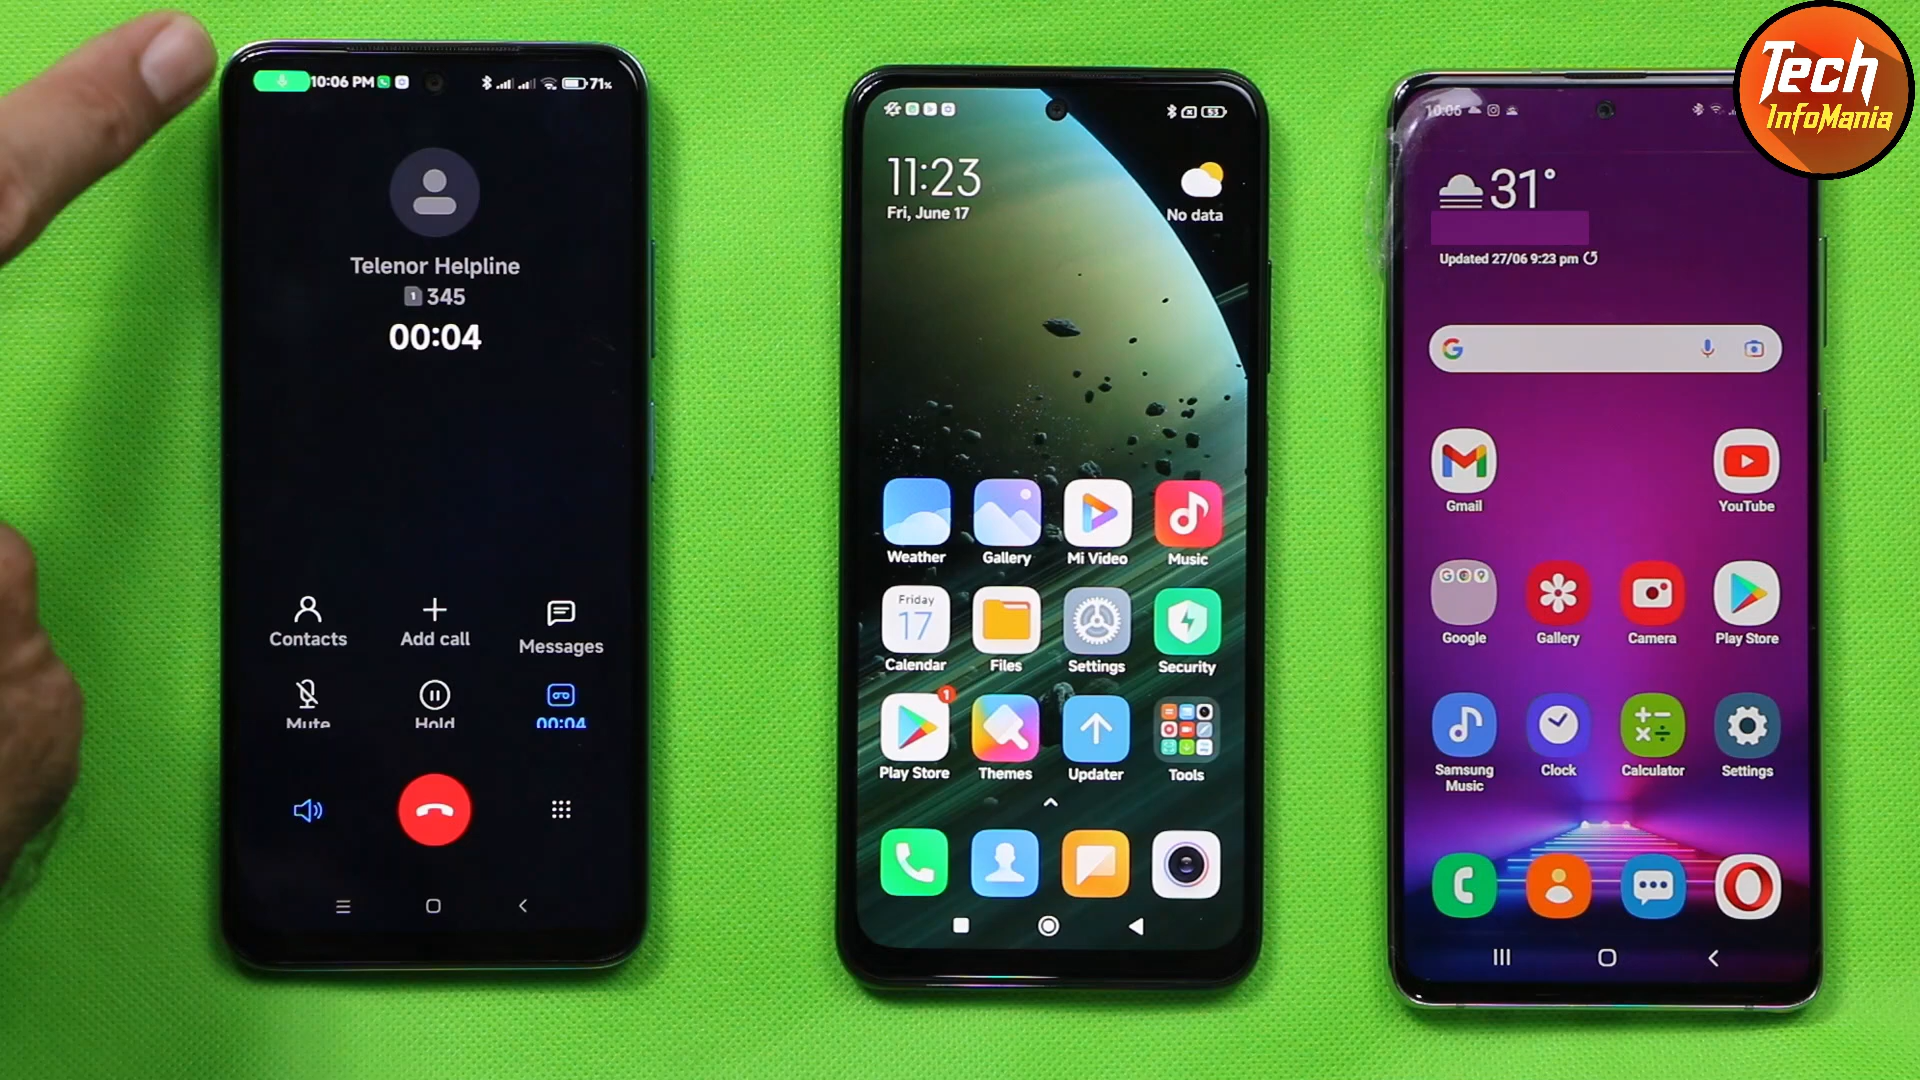 10:06 PM
71%
Telenor Helpline
1 345
00:04
Contacts
Add call
Messages
Mute
Hold
00:04
53
11:23
Fri, June 17
No data
Weather
Gallery
Mi Video
Music
Friday
17
Calendar
Files
Settings
Security
1
Play Store
Themes
Updater
Tools
Tech
InfoMania
10:06
31°
Updated 27/06 9:23 pm
Gmail
YouTube
Google
Gallery
Camera
Play Store
Samsung
Music
Clock
Calculator
Settings